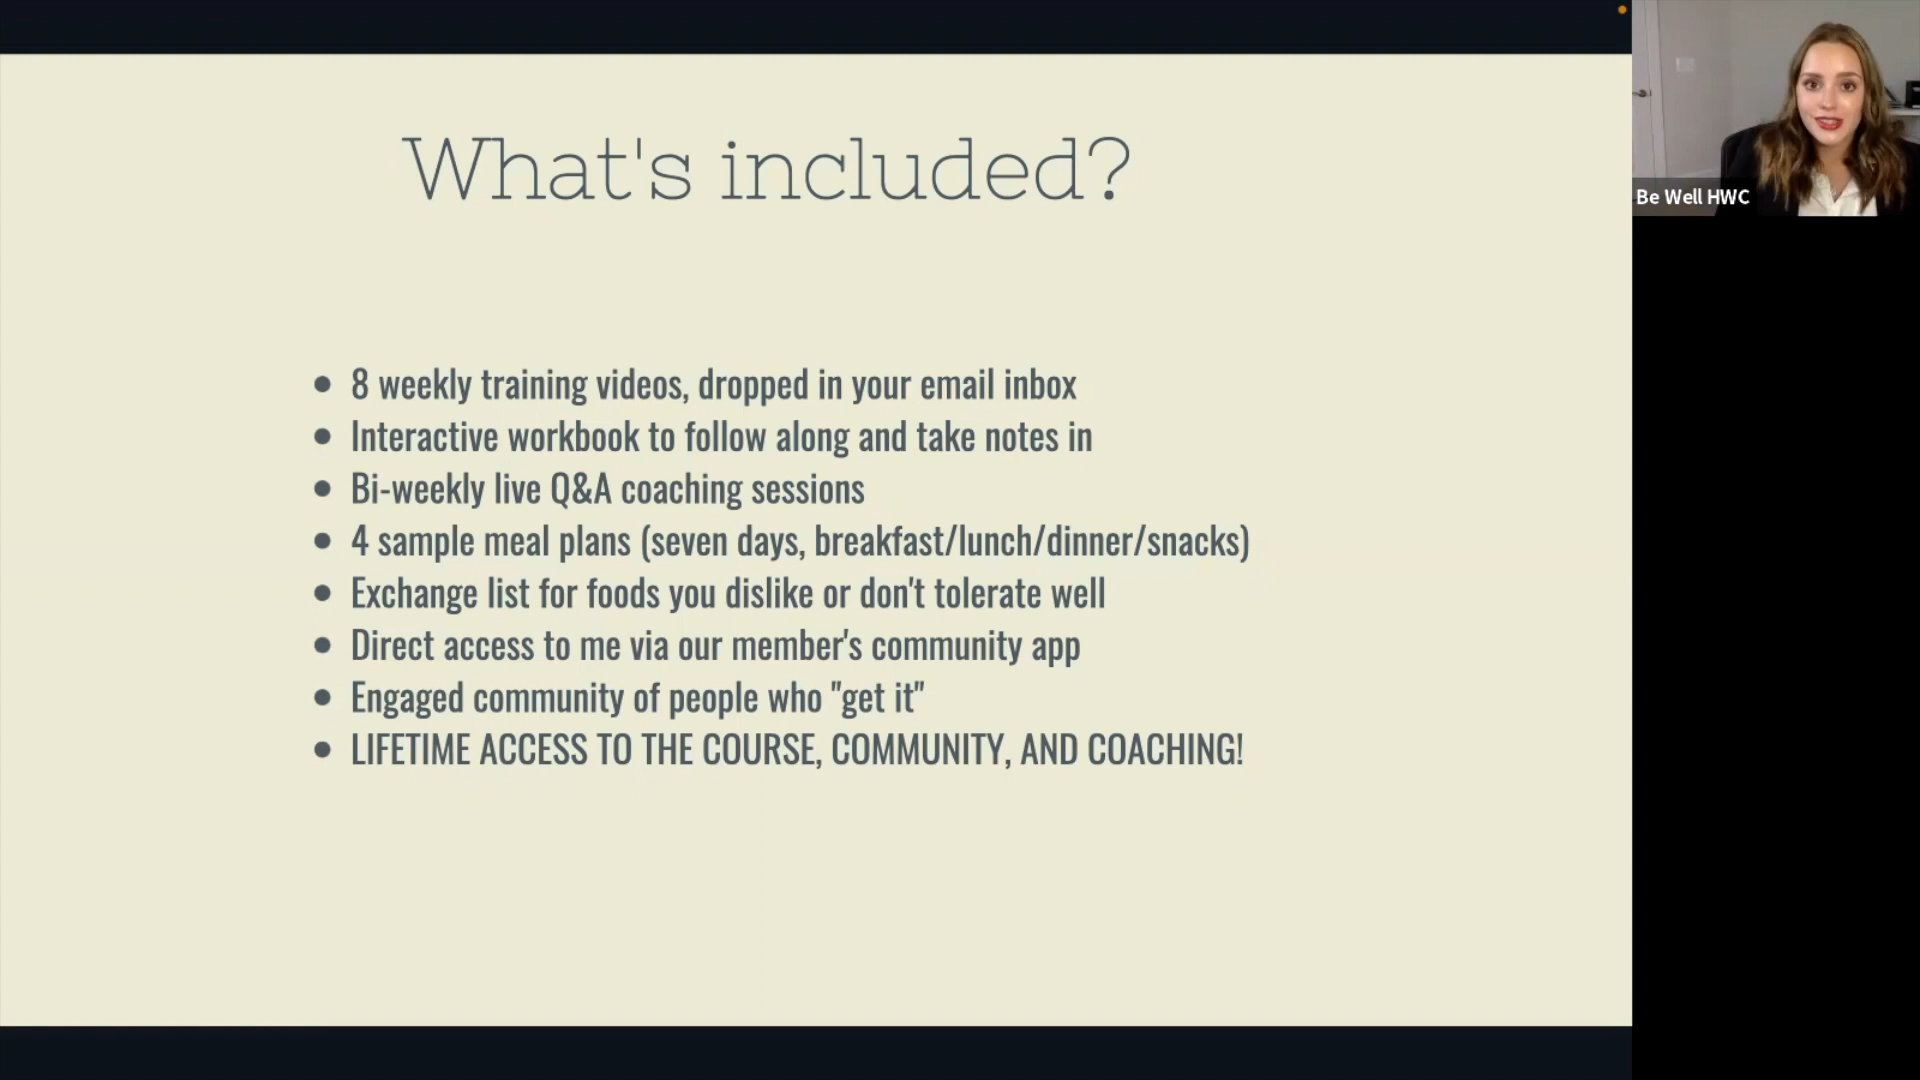 What's included?
8 weekly training videos, dropped in your email inbox
Interactive workbook to follow along and take notes in
Bi-weekly live Q&A coaching sessions
4 sample meal plans (seven days, breakfast/lunch/dinner/snacks)
Exchange list for foods you dislike or don't tolerate well
Direct access to me via our member's community app
Engaged community of people who "get it"
LIFETIME ACCESS TO THE COURSE, COMMUNITY, AND COACHING!
Be Well HWC